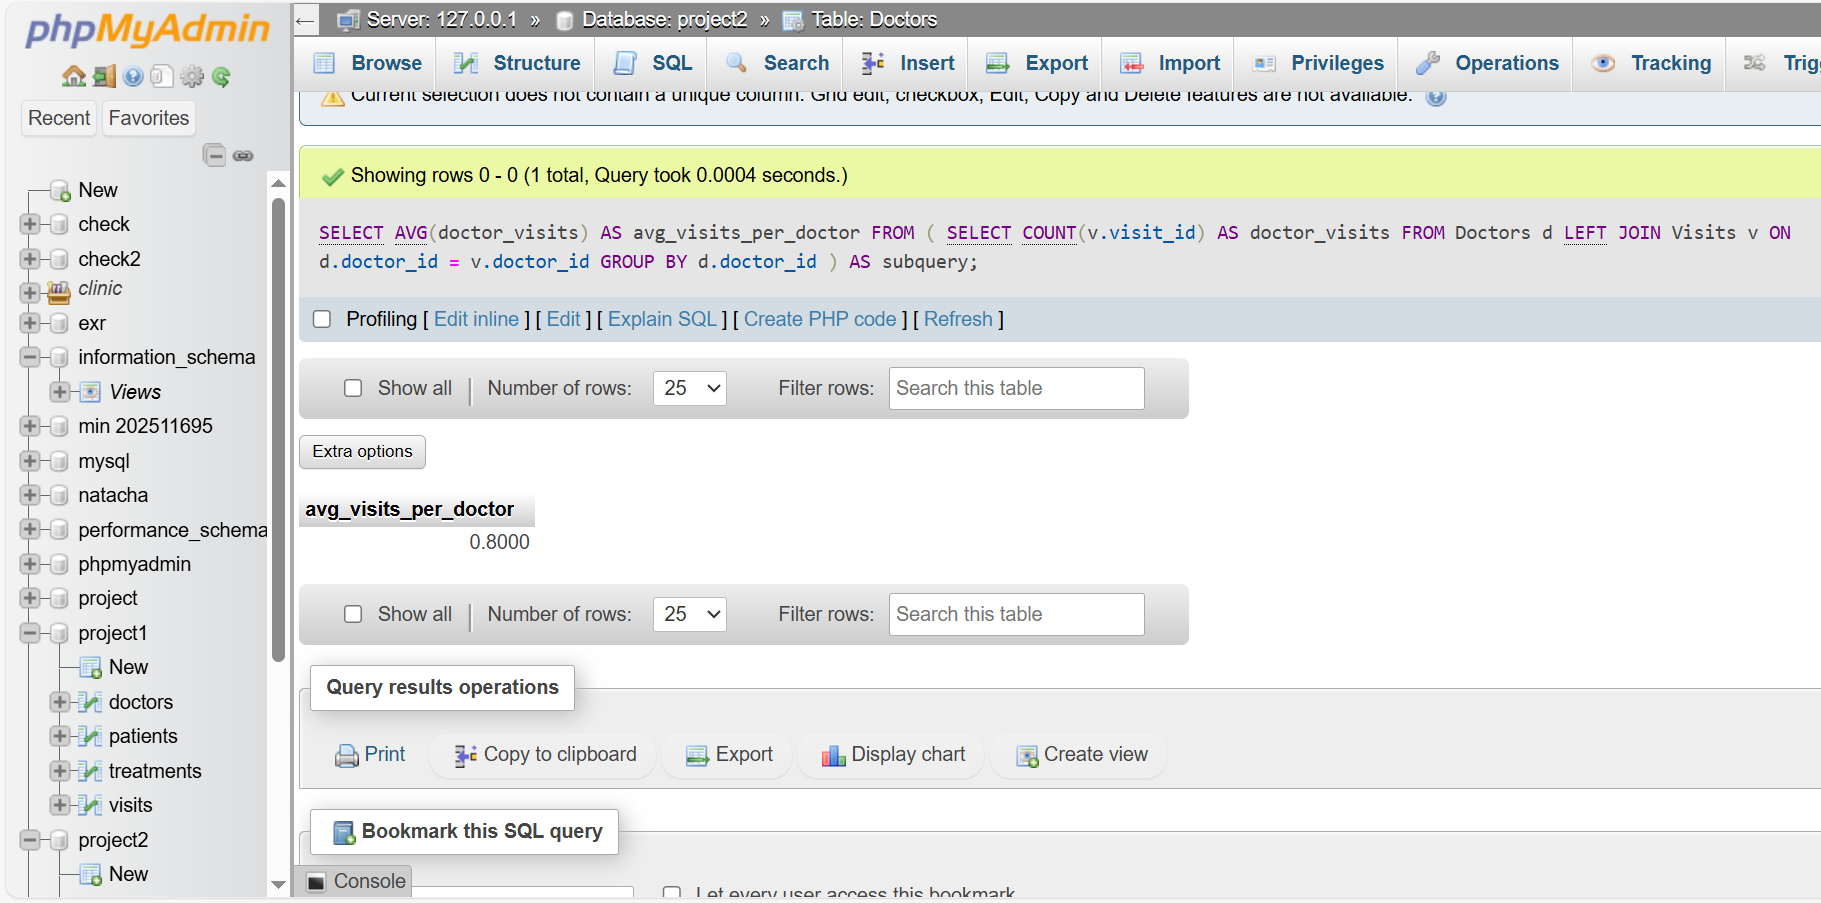 phpMyAdmin
Recent Favorites
New
check
check2
clinic
exr
information_schema
Views
min 202511695
mysql
natacha
performance_schema
phpmyadmin
project
project1
New
doctors
patients
treatments
visits
project2
New
Server: 127.0.0.1 » Database: project2 » Table: Doctors
Browse Structure SQL Search Insert Export Import Privileges Operations Tracking Trig
Current selection does not contain a unique column. Grid edit, checkbox, Edit, Copy and Delete features are not available.
Showing rows 0 - 0 (1 total, Query took 0.0004 seconds.)
SELECT AVG(doctor_visits) AS avg_visits_per_doctor FROM ( SELECT COUNT(v.visit_id) AS doctor_visits FROM Doctors d LEFT JOIN Visits v ON
d.doctor_id = v.doctor_id GROUP BY d.doctor_id ) AS subquery;
Profiling [ Edit inline ] [ Edit ] [ Explain SQL ] [ Create PHP code ] [ Refresh ]
Show all | Number of rows: 25 Filter rows: Search this table
Extra options
avg_visits_per_doctor
0.8000
Show all | Number of rows: 25 Filter rows: Search this table
Query results operations
Print Copy to clipboard Export Display chart Create view
Bookmark this SQL query
Console
Let every user access this bookmark